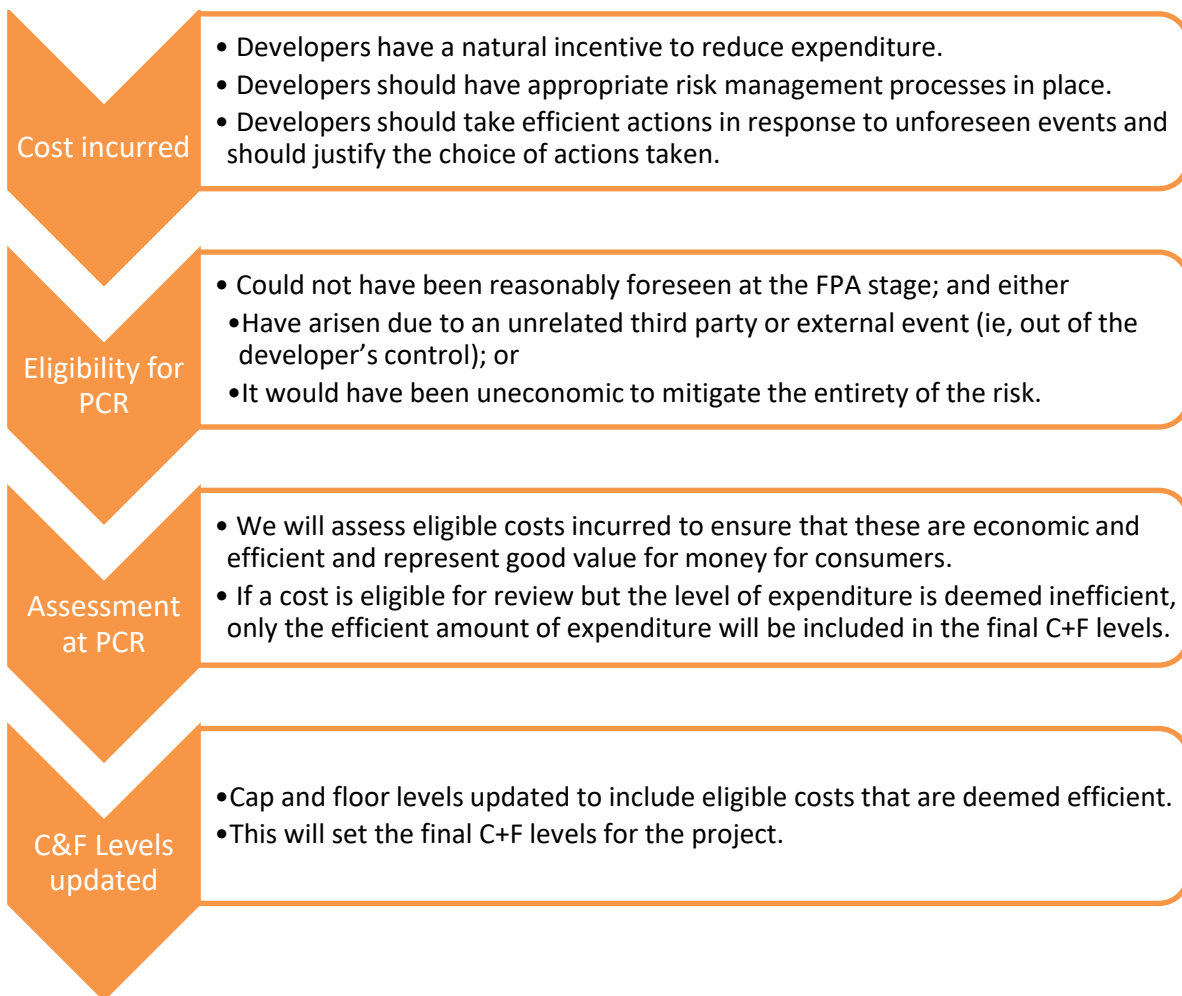 Cost incurred
• Developers have a natural incentive to reduce expenditure.
• Developers should have appropriate risk management processes in place.
• Developers should take efficient actions in response to unforeseen events and
should justify the choice of actions taken.
Eligibility for
PCR
• Could not have been reasonably foreseen at the FPA stage; and either
•Have arisen due to an unrelated third party or external event (ie, out of the
developer’s control); or
•It would have been uneconomic to mitigate the entirety of the risk.
Assessment
at PCR
• We will assess eligible costs incurred to ensure that these are economic and
efficient and represent good value for money for consumers.
• If a cost is eligible for review but the level of expenditure is deemed inefficient,
only the efficient amount of expenditure will be included in the final C+F levels.
C&F Levels
updated
•Cap and floor levels updated to include eligible costs that are deemed efficient.
•This will set the final C+F levels for the project.